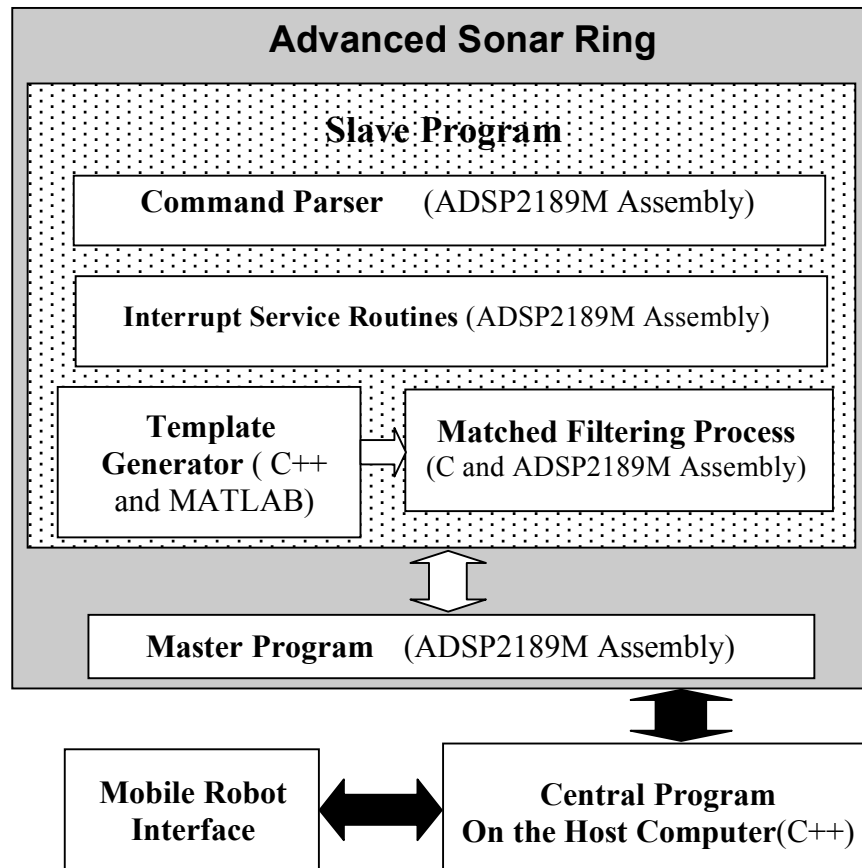 Advanced Sonar Ring
Slave Program
Command Parser (ADSP2189M Assembly)
Interrupt Service Routines (ADSP2189M Assembly)
Template
Generator ( C++
and MATLAB)
Matched Filtering Process
(C and ADSP2189M Assembly)
Master Program (ADSP2189M Assembly)
Mobile Robot
Interface
Central Program
On the Host Computer(C++)